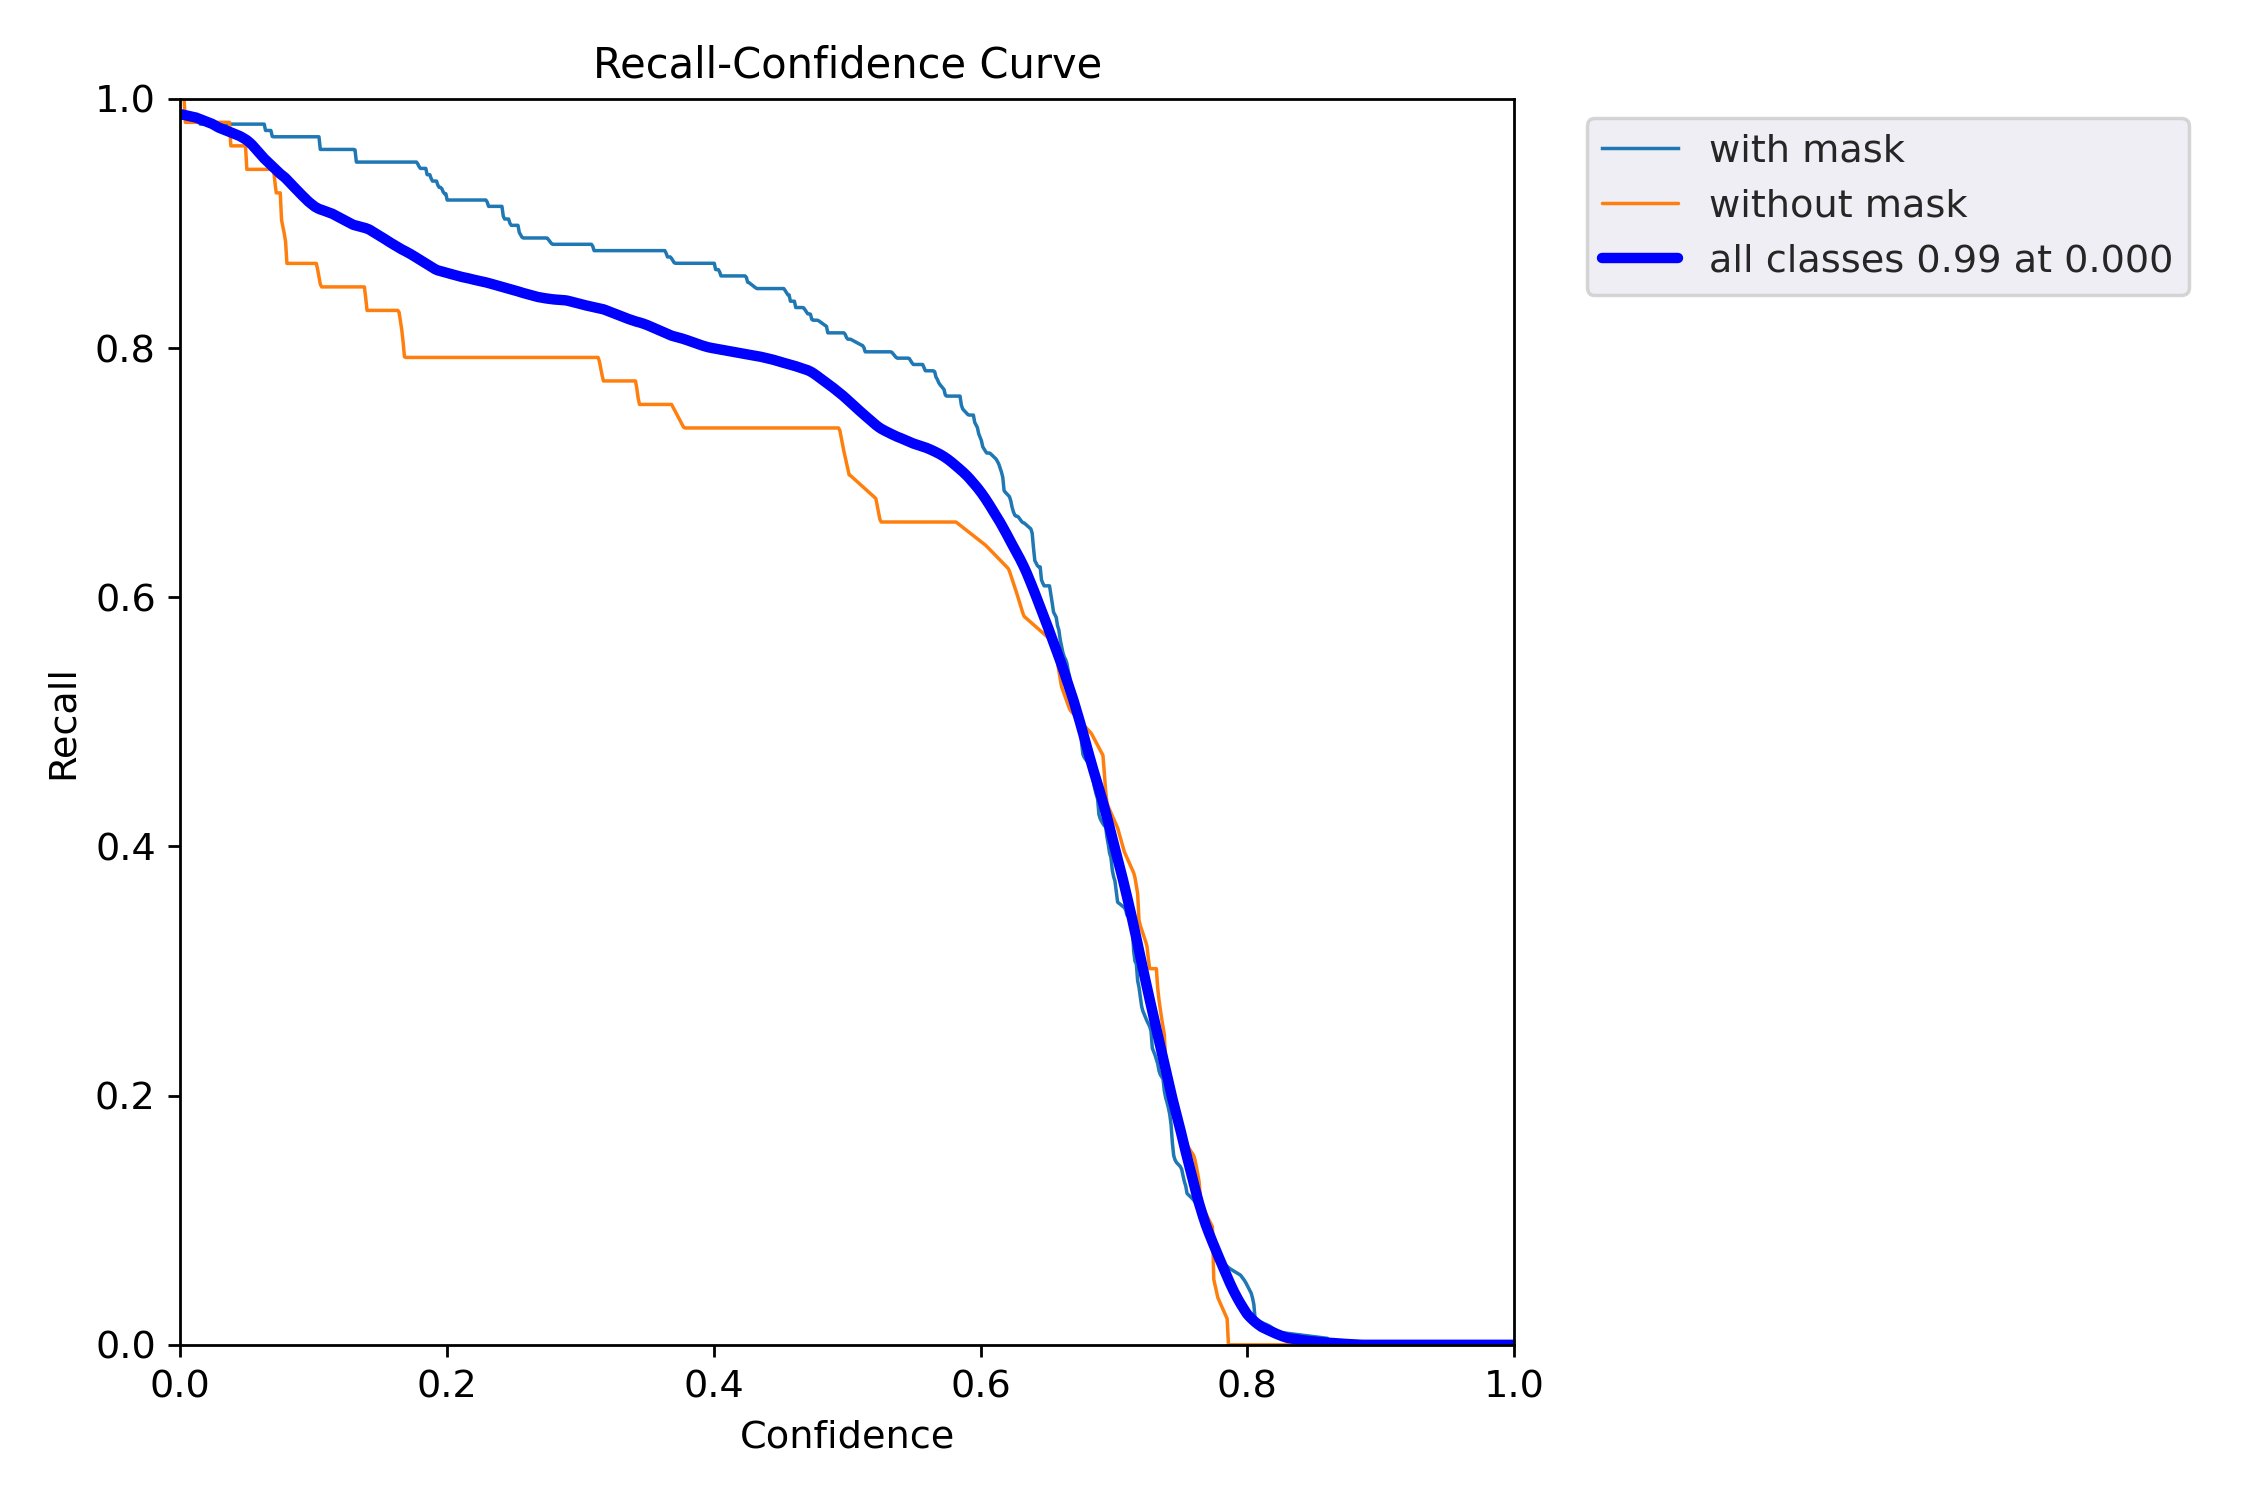 Recall-Confidence Curve
1.0
0.8
0.6
0.4
0.2
0.0
Recall
0.0 0.2 0.4 0.6 0.8 1.0
Confidence
with mask
without mask
all classes 0.99 at 0.000